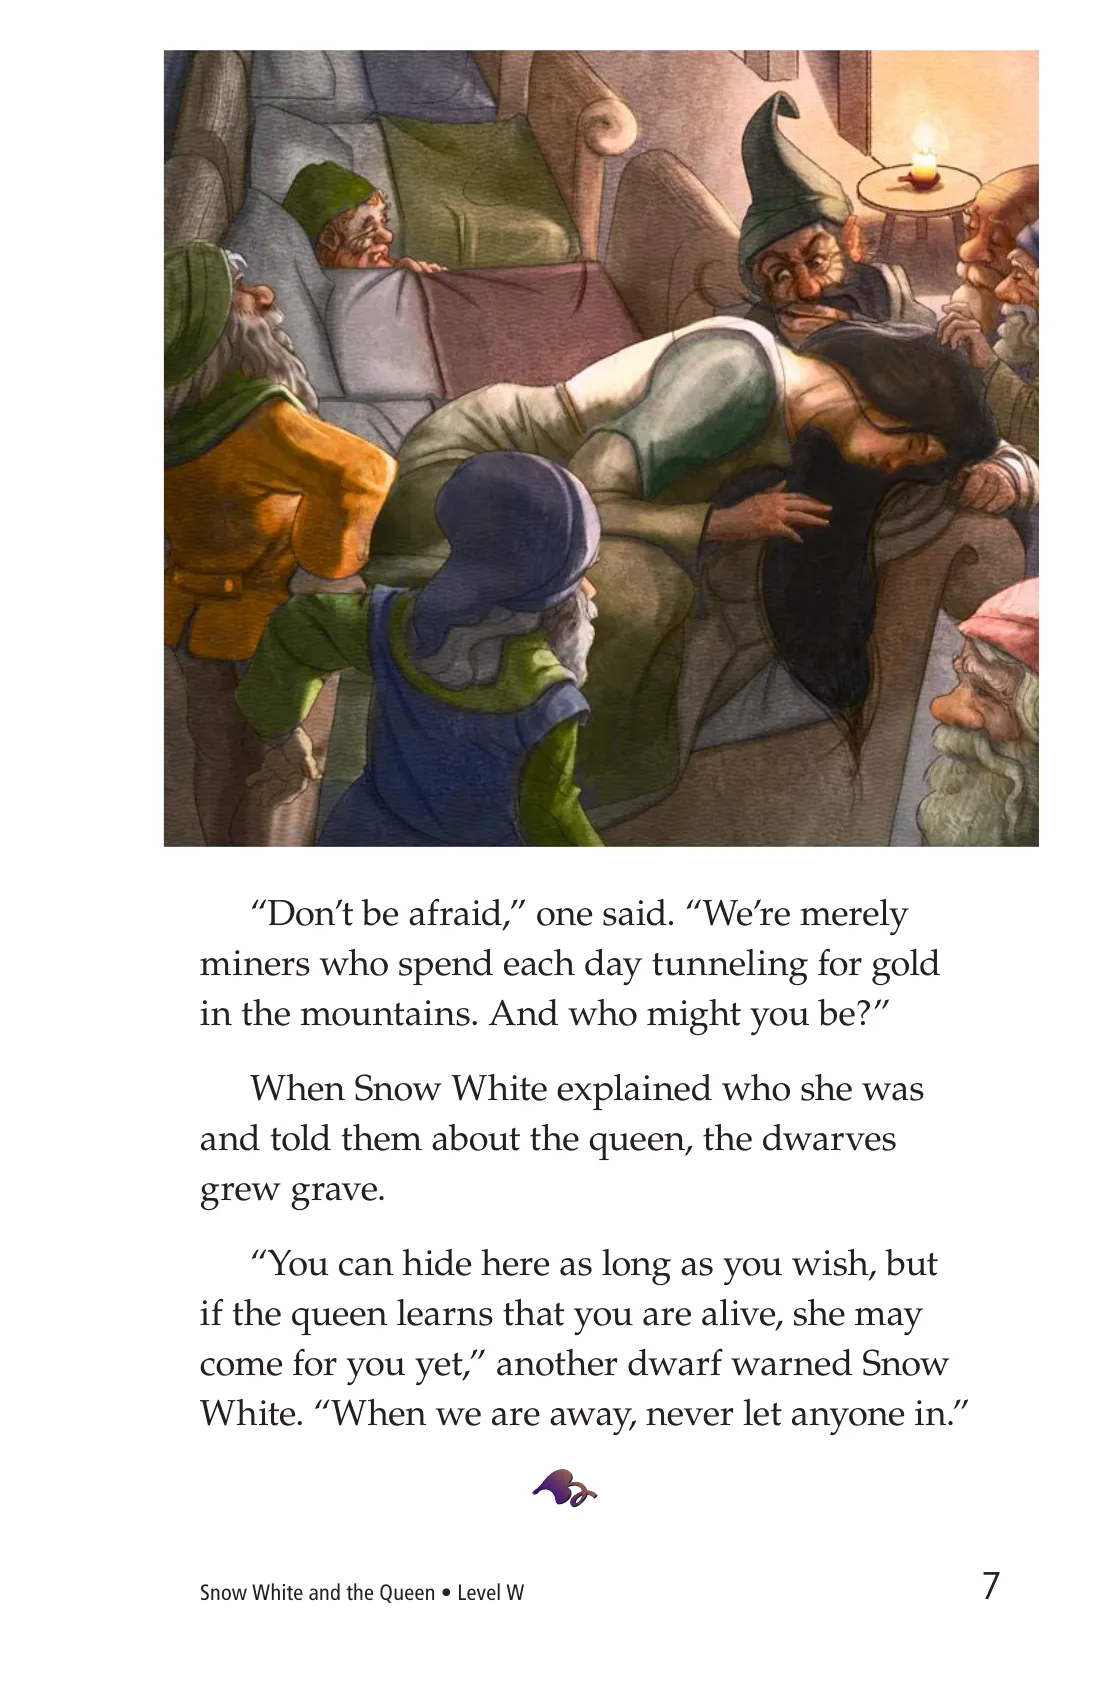 “Don’t be afraid,” one said. “We’re merely
miners who spend each day tunneling for gold
in the mountains. And who might you be?”
When Snow White explained who she was
and told them about the queen, the dwarves
grew grave.
“You can hide here as long as you wish, but
if the queen learns that you are alive, she may
come for you yet,” another dwarf warned Snow
White. “When we are away, never let anyone in.”
Snow White and the Queen • Level W
7